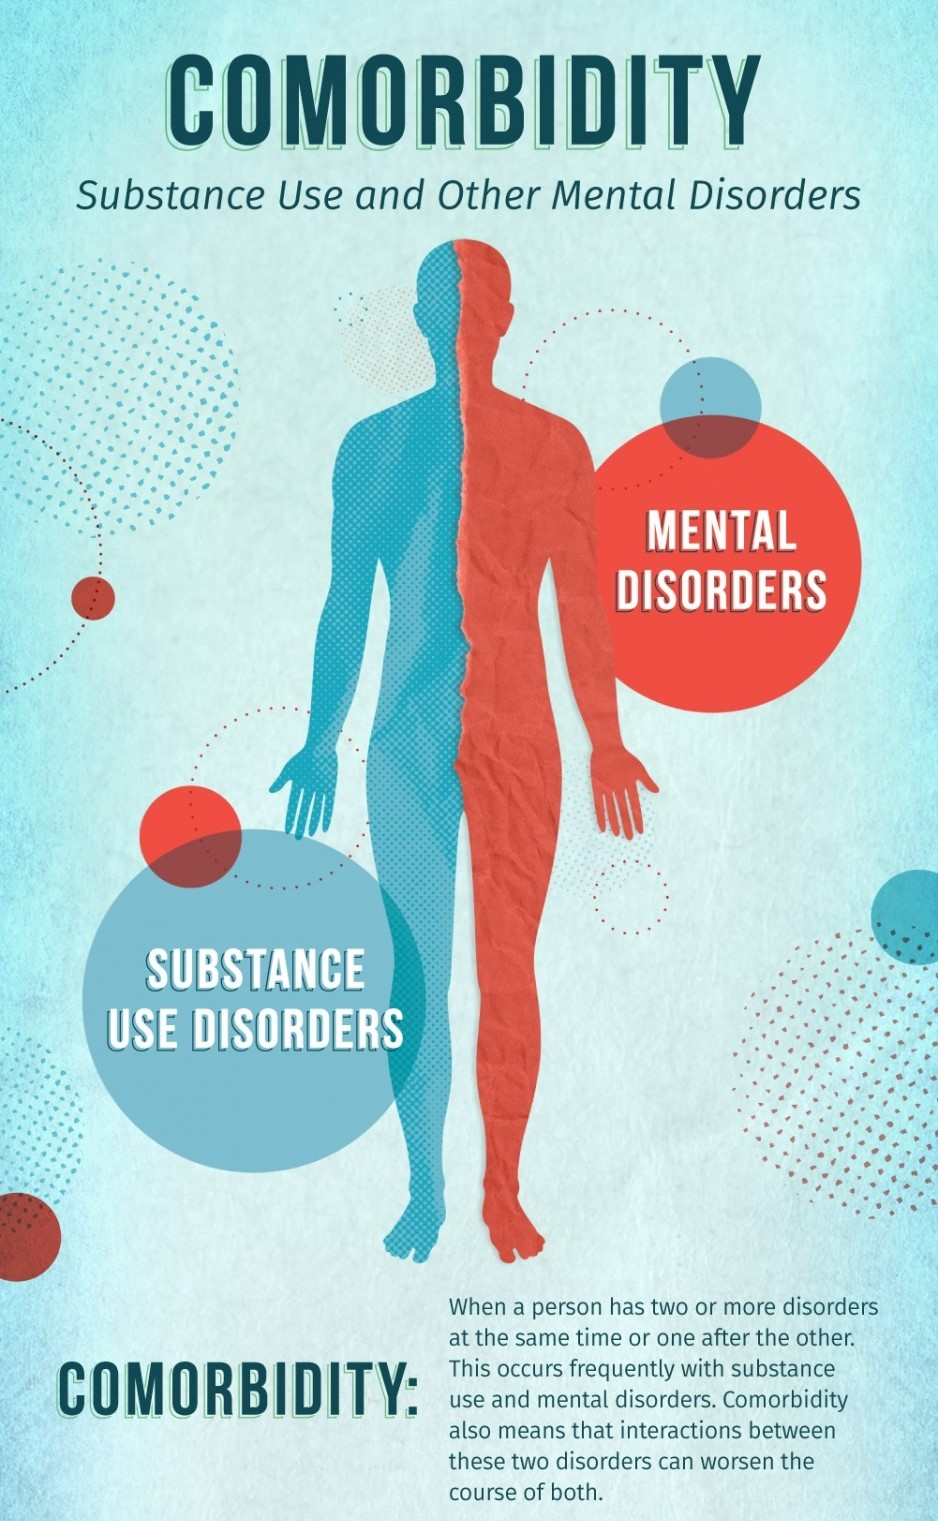 COMORBIDITY
Substance Use and Other Mental Disorders
MENTAL
DISORDERS
SUBSTANCE
USE DISORDERS
COMORBIDITY:
When a person has two or more disorders
at the same time or one after the other.
This occurs frequently with substance
use and mental disorders. Comorbidity
also means that interactions between
these two disorders can worsen the
course of both.